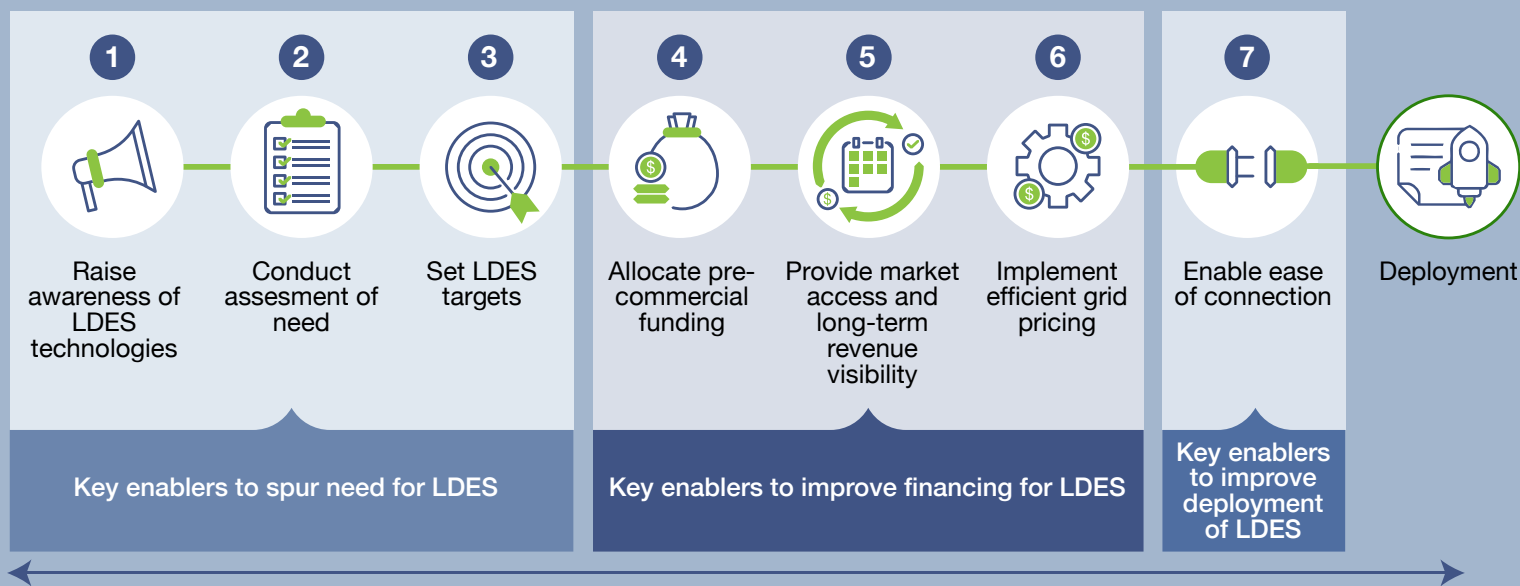 1
2
3
4
5
6
7
$
$
$
$
$
Raise
awareness of
LDES
technologies
Conduct
assesment of
need
Set LDES
targets
Allocate pre-
commercial
funding
Provide market
access and
long-term
revenue
visibility
Implement
efficient grid
pricing
Enable ease
of connection
Deployment
Key enablers to spur need for LDES
Key enablers to improve financing for LDES
Key enablers
to improve
deployment
of LDES